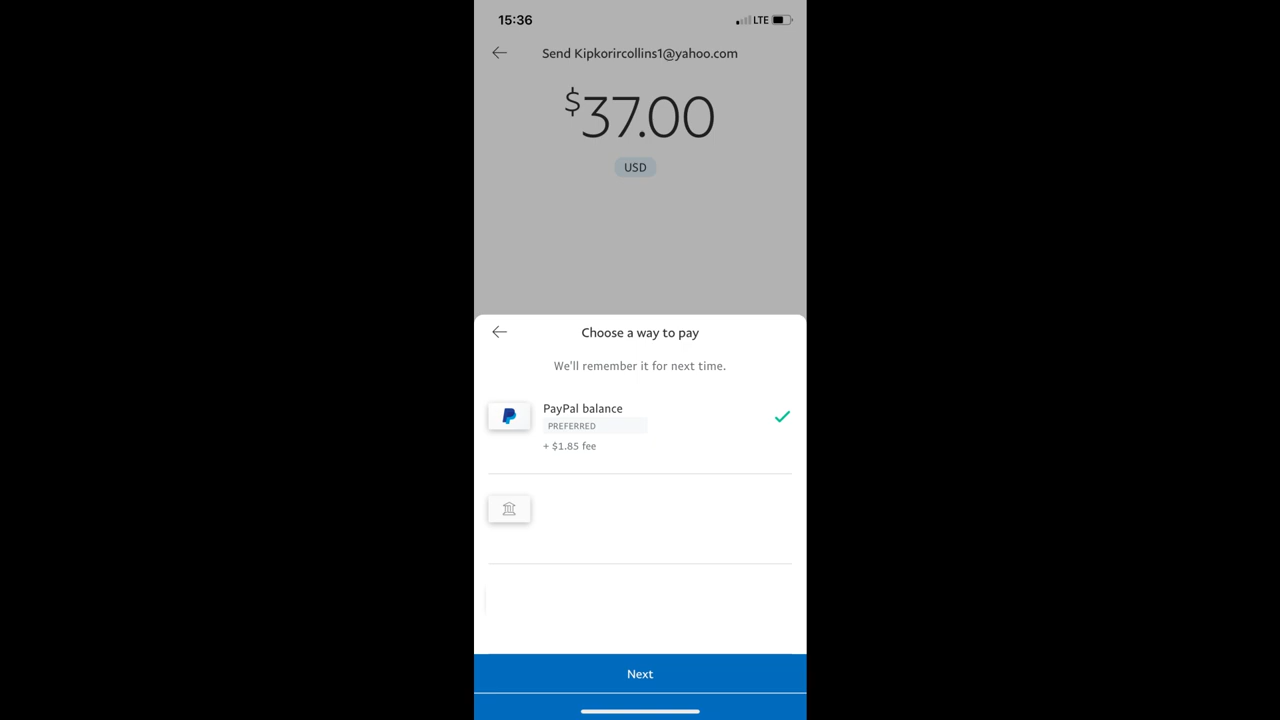 15:36
LTE
Send Kipkorircollins1@yahoo.com
$37.00
USD
Choose a way to pay
We'll remember it for next time.
PayPal balance
PREFERRED
+ $1.85 fee
Next